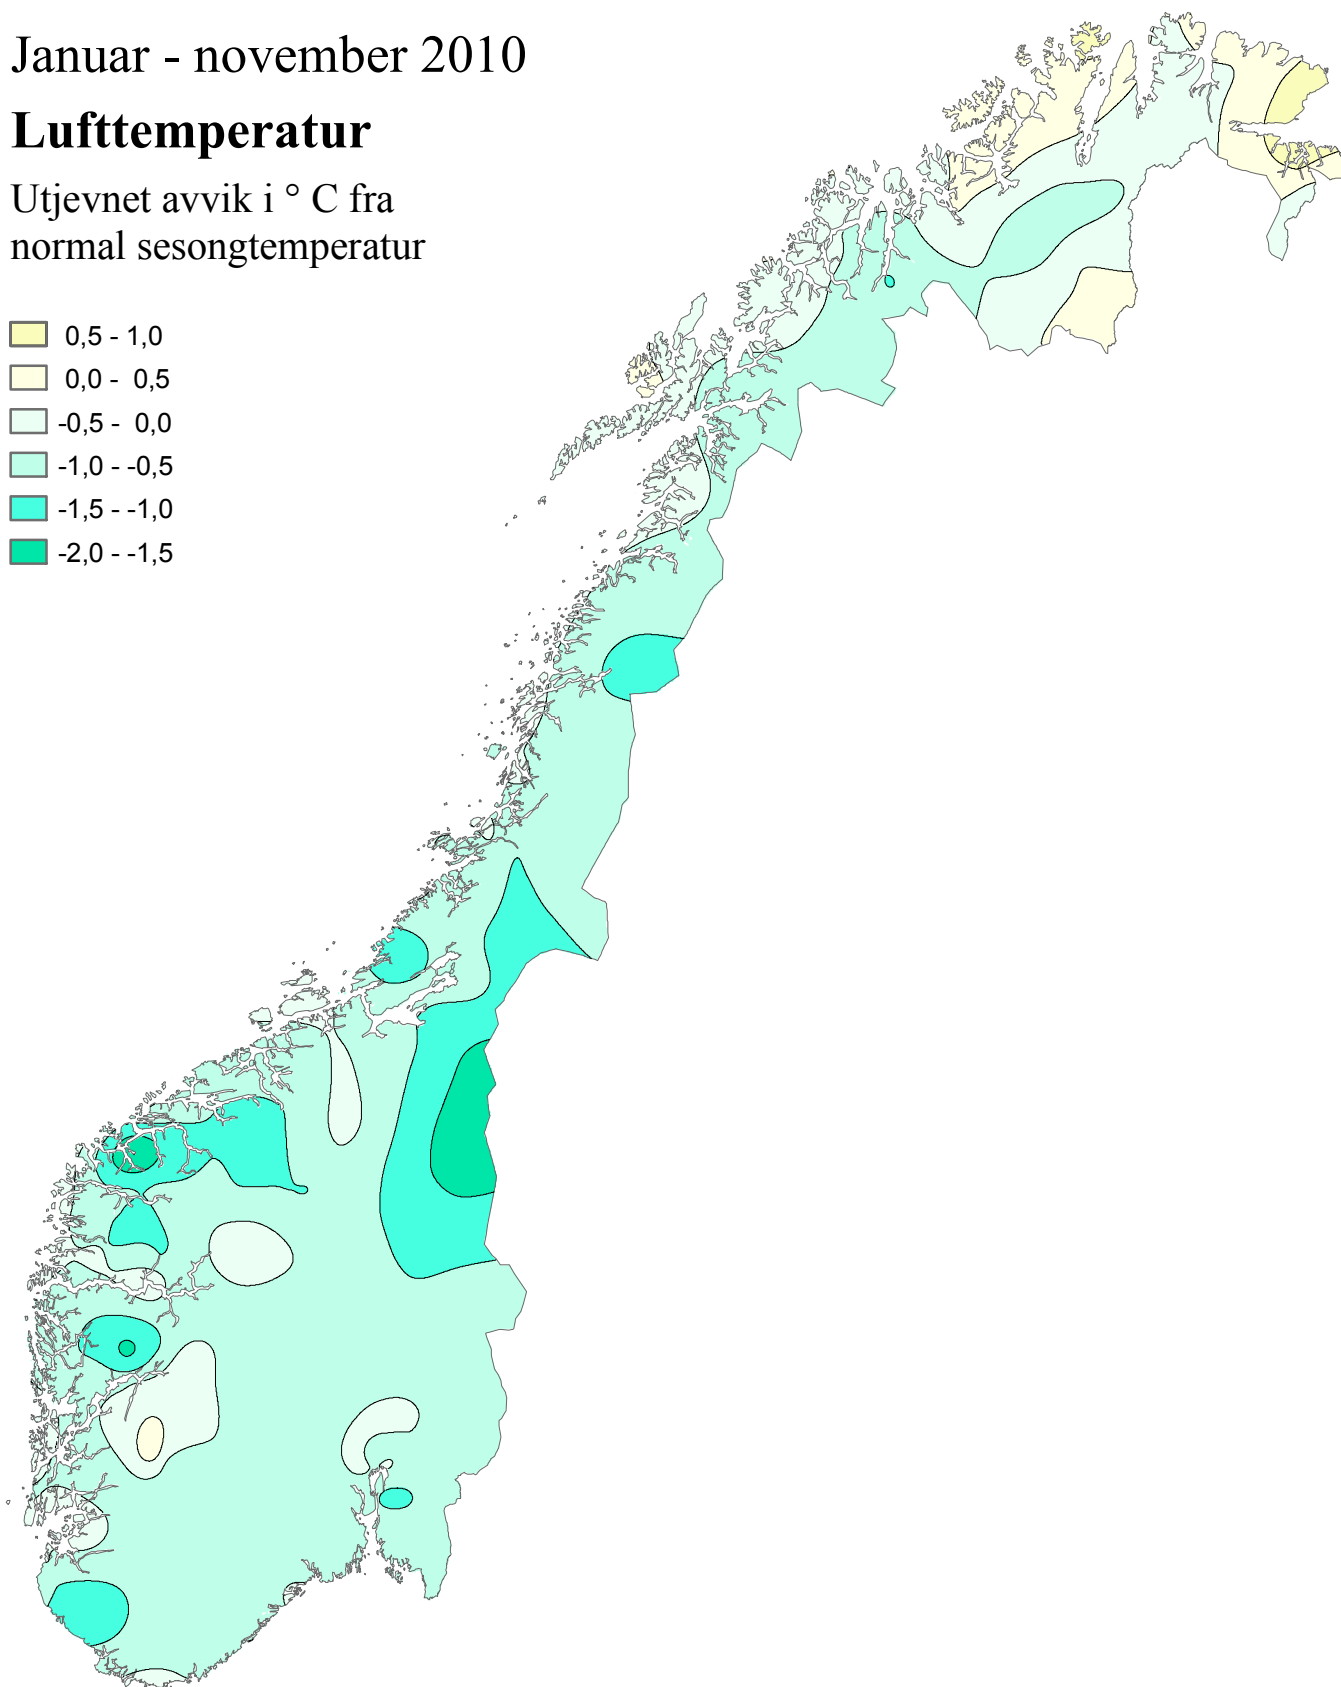 Januar - november 2010
Lufttemperatur
Utjevnet avvik i ° C fra
normal sesongtemperatur
0,5 - 1,0
0,0 - 0,5
-0,5 - 0,0
-1,0 - -0,5
-1,5 - -1,0
-2,0 - -1,5